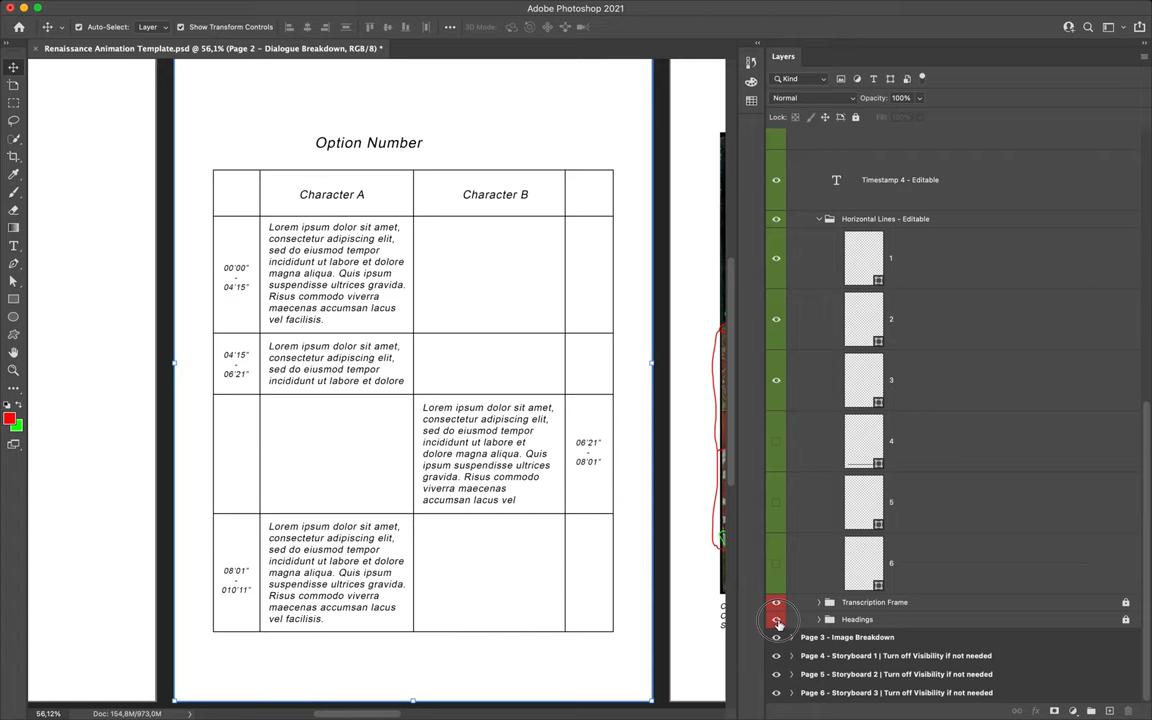 Adobe Photoshop 2021
Auto-Select: Layer
Show Transform Controls
3D Mode:
Renaissance Animation Template.psd @ 56,1% (Page 2 - Dialogue Breakdown, RGB/8) *
Layers
Kind
Normal
Opacity: 100%
Lock:
Fill: 100%
Option Number
Character A
Character B
00'00"
-
04'15"
Lorem ipsum dolor sit amet,
consectetur adipiscing elit,
sed do eiusmod tempor
incididunt ut labore et dolore
magna aliqua. Quis ipsum
suspendisse ultrices gravida.
Risus commodo viverra
maecenas accumsan lacus
vel facilisis.
04'15"
-
06'21"
Lorem ipsum dolor sit amet,
consectetur adipiscing elit,
sed do eiusmod tempor
incididunt ut labore et dolore
Lorem ipsum dolor sit amet,
consectetur adipiscing elit,
sed do eiusmod tempor
incididunt ut labore et
dolore magna aliqua. Quis
ipsum suspendisse ultrices
gravida. Risus commodo
viverra maecenas
accumsan lacus vel
06'21"
-
08'01"
08'01"
-
010'11"
Lorem ipsum dolor sit amet,
consectetur adipiscing elit,
sed do eiusmod tempor
incididunt ut labore et dolore
magna aliqua. Quis ipsum
suspendisse ultrices gravida.
Risus commodo viverra
maecenas accumsan lacus
vel facilisis.
Timestamp 4 - Editable
Horizontal Lines - Editable
1
2
3
4
5
6
Transcription Frame
Headings
Page 3 - Image Breakdown
Page 4 - Storyboard 1 | Turn off Visibility if not needed
Page 5 - Storyboard 2 | Turn off Visibility if not needed
Page 6 - Storyboard 3 | Turn off Visibility if not needed
56,12%
Doc: 154,8M/973,0M